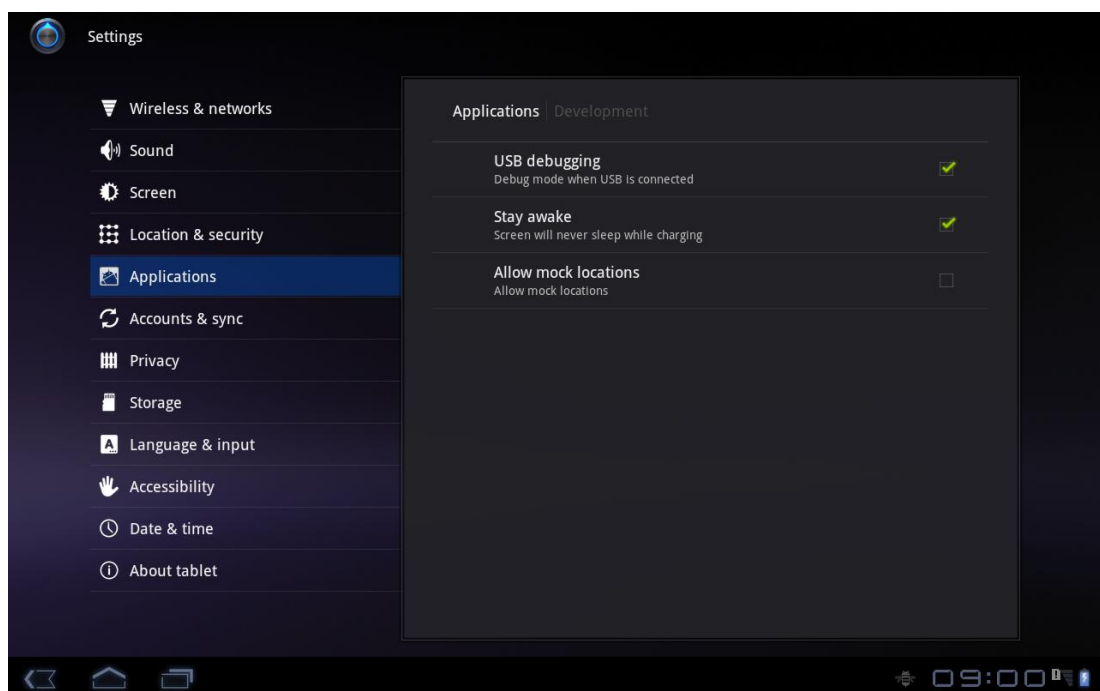 Settings
Wireless & networks
Sound
Screen
Location & security
Applications
Accounts & sync
Privacy
Storage
Language & input
Accessibility
Date & time
About tablet
Applications Development
USB debugging
Debug mode when USB is connected
Stay awake
Screen will never sleep while charging
Allow mock locations
Allow mock locations
09:00